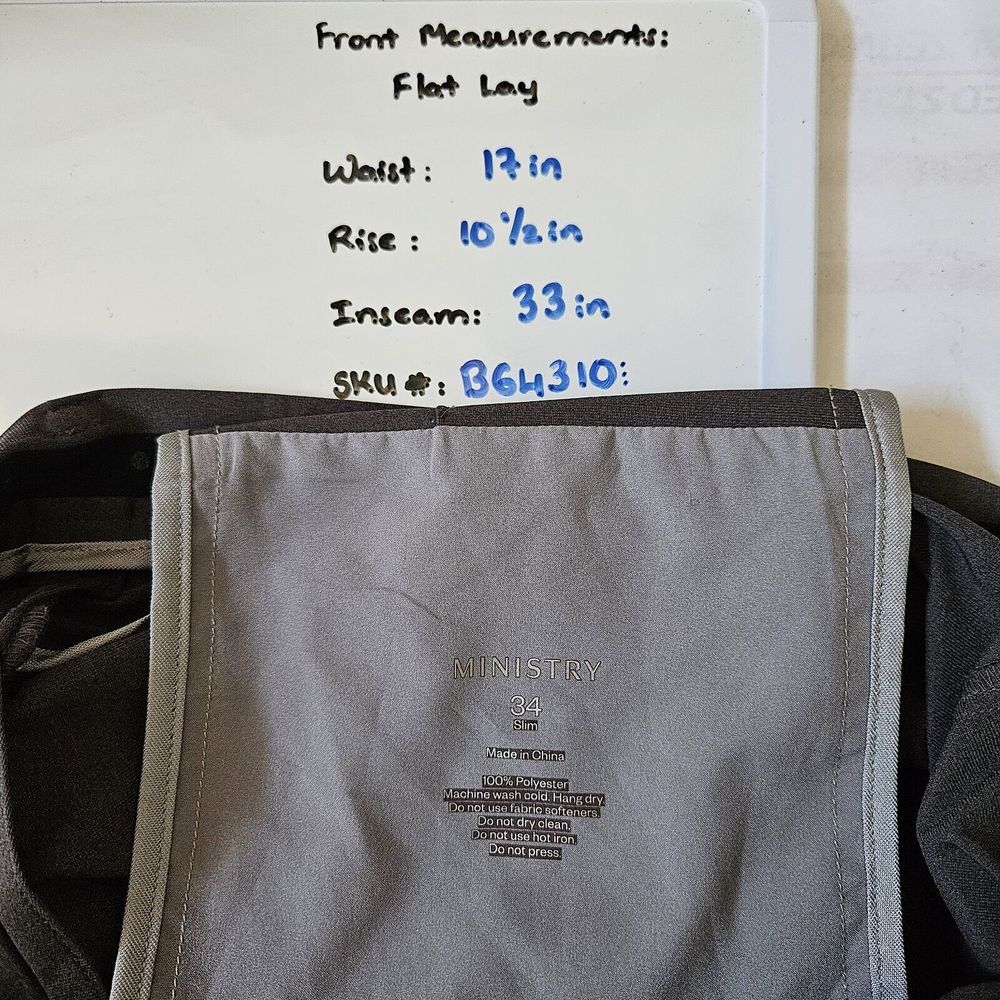 Front Measurements:
Flat Lay
Waist: 17 in
Rise: 10 1/2 in
Inseam: 33 in
SKU #: BG4310:
MINISTRY
34
Slim
Made in China
100% Polyester
Machine wash cold. Hang dry.
Do not use fabric softeners.
Do not dry clean.
Do not use hot iron.
Do not press.